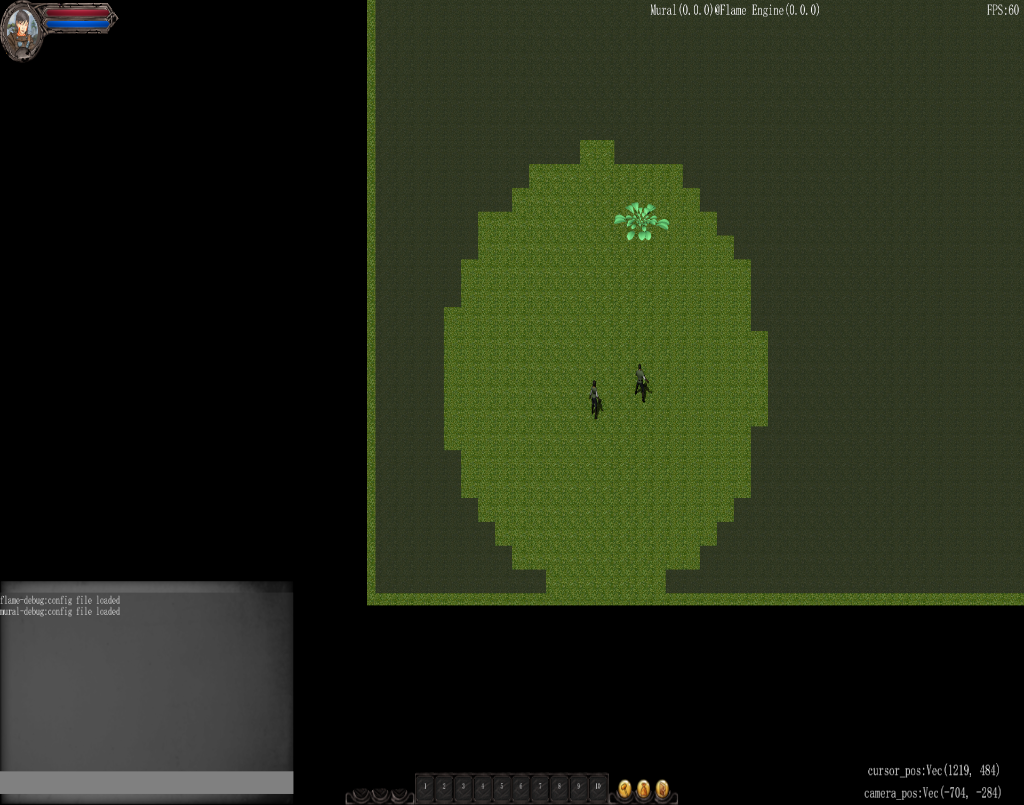 Mural(0.0.0)@Flame Engine(0.0.0)
FPS:60
flame-debug:config file loaded
mural-debug:config file loaded
1 2 3 4 5 6 7 8 9 10
cursor_pos:Vec(1219, 484)
camera_pos:Vec(-704, -284)